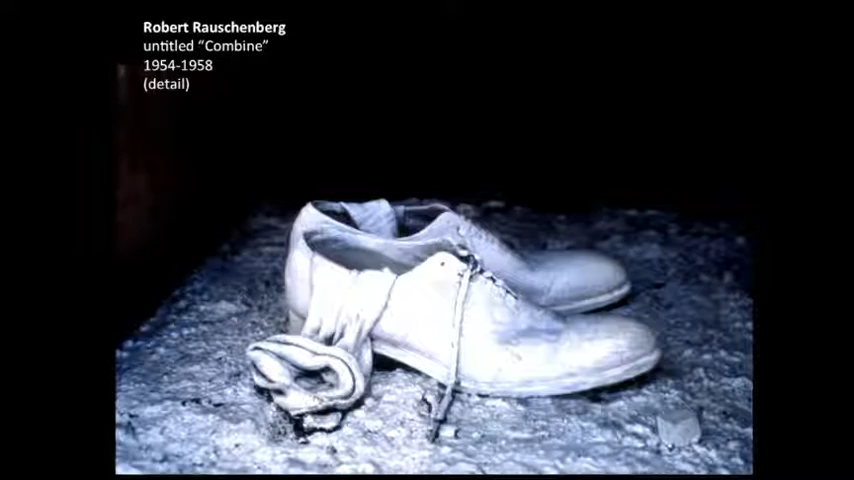 Robert Rauschenberg
untitled “Combine”
1954-1958
(detail)